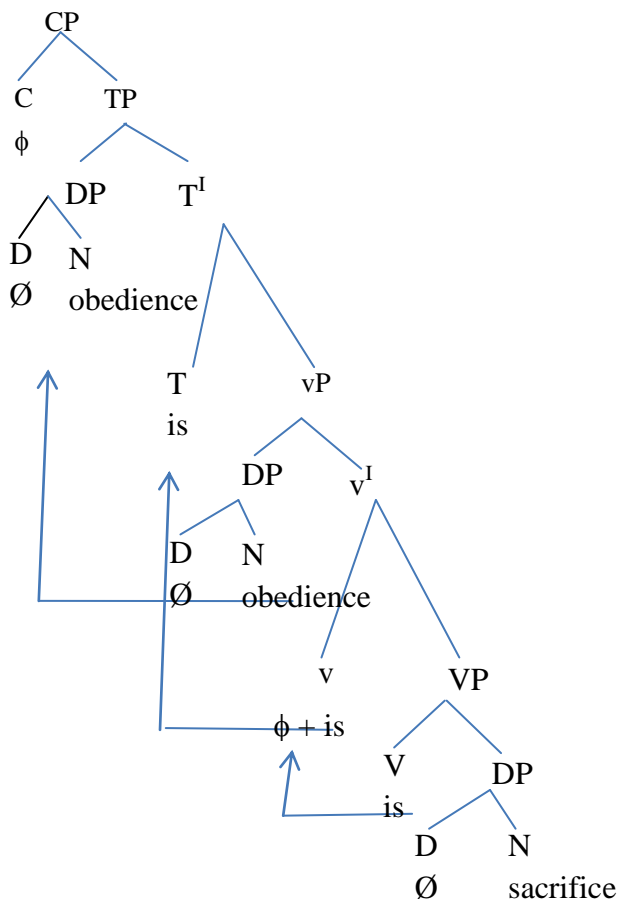 CP
C TP
ϕ
DP T^I
D N
Ø obedience
T vP
is
DP v^I
D N
Ø obedience
v VP
ϕ + is
V DP
is
D N
Ø sacrifice